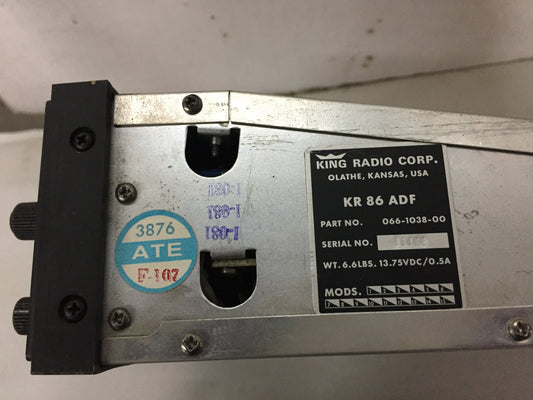 3876
ATE
F-107
KING RADIO CORP.
OLATHE, KANSAS, USA
KR 86 ADF
PART NO. 066-1038-00
SERIAL NO.
WT. 6.6LBS. 13.75VDC/0.5A
MODS.